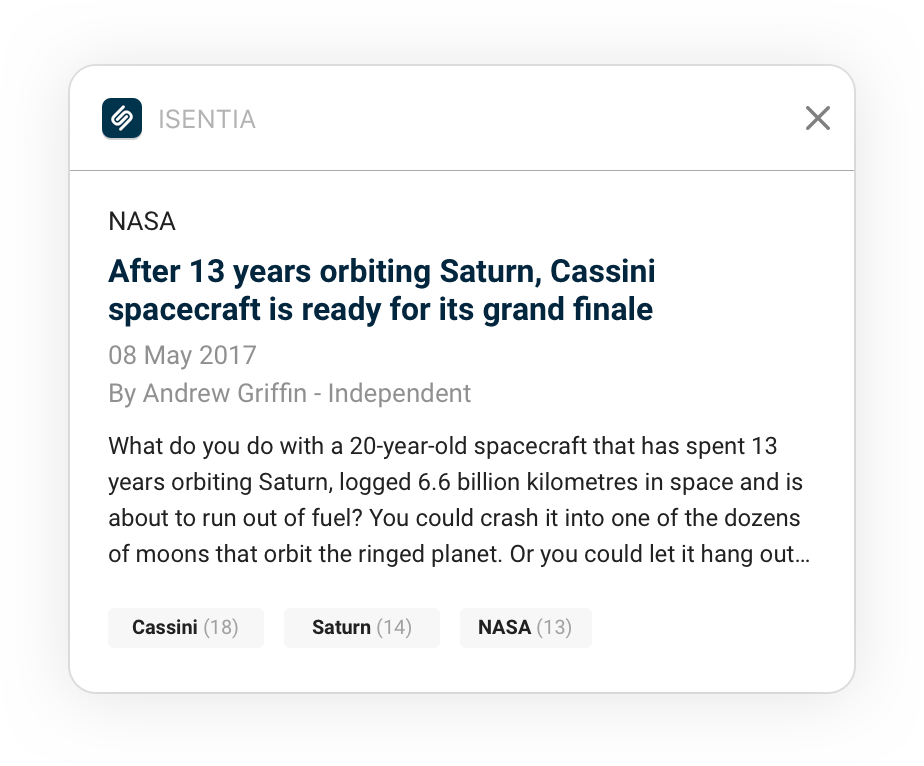 ISENTIA
NASA
After 13 years orbiting Saturn, Cassini
spacecraft is ready for its grand finale
08 May 2017
By Andrew Griffin - Independent
What do you do with a 20-year-old spacecraft that has spent 13
years orbiting Saturn, logged 6.6 billion kilometres in space and is
about to run out of fuel? You could crash it into one of the dozens
of moons that orbit the ringed planet. Or you could let it hang out...
Cassini (18) Saturn (14) NASA (13)